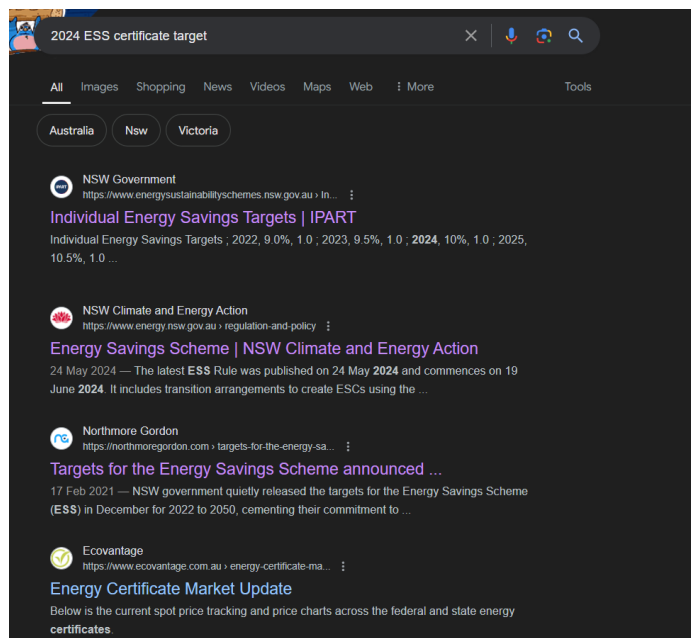 2024 ESS certificate target
All Images Shopping News Videos Maps Web More Tools
Australia Nsw Victoria
NSW Government
https://www.energysustainabilityschemes.nsw.gov.au › In...
Individual Energy Savings Targets | IPART
Individual Energy Savings Targets ; 2022, 9.0%, 1.0 ; 2023, 9.5%, 1.0 ; 2024, 10%, 1.0 ; 2025,
10.5%, 1.0 ...
NSW Climate and Energy Action
https://www.energy.nsw.gov.au › regulation-and-policy
Energy Savings Scheme | NSW Climate and Energy Action
24 May 2024 — The latest ESS Rule was published on 24 May 2024 and commences on 19
June 2024. It includes transition arrangements to create ESCs using the ...
Northmore Gordon
https://northmoregordon.com › targets-for-the-energy-sa...
Targets for the Energy Savings Scheme announced ...
17 Feb 2021 — NSW government quietly released the targets for the Energy Savings Scheme
(ESS) in December for 2022 to 2050, cementing their commitment to ...
Ecovantage
https://www.ecovantage.com.au › energy-certificate-ma...
Energy Certificate Market Update
Below is the current spot price tracking and price charts across the federal and state energy
certificates.